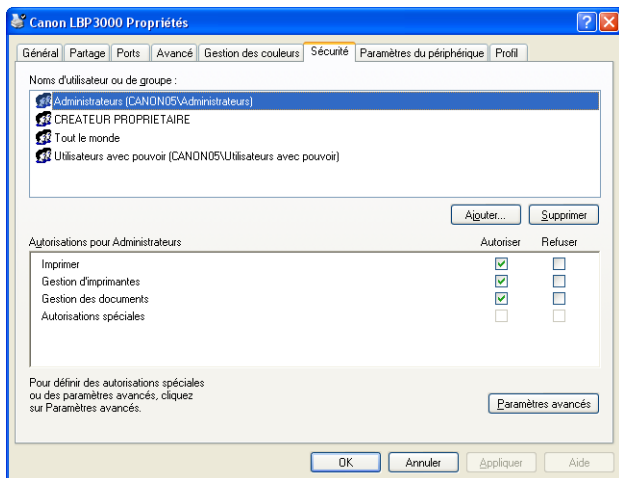 Canon LBP3000 Propriétés
Général Partage Ports Avancé Gestion des couleurs Sécurité Paramètres du périphérique Profil
Noms d'utilisateur ou de groupe :
Administrateurs (CANON05\Administrateurs)
CREATEUR PROPRIETAIRE
Tout le monde
Utilisateurs avec pouvoir (CANON05\Utilisateurs avec pouvoir)
Ajouter... Supprimer
Autorisations pour Administrateurs Autoriser Refuser
Imprimer
Gestion d'imprimantes
Gestion des documents
Autorisations spéciales
Pour définir des autorisations spéciales
ou des paramètres avancés, cliquez
sur Paramètres avancés.
Paramètres avancés
OK Annuler Appliquer Aide